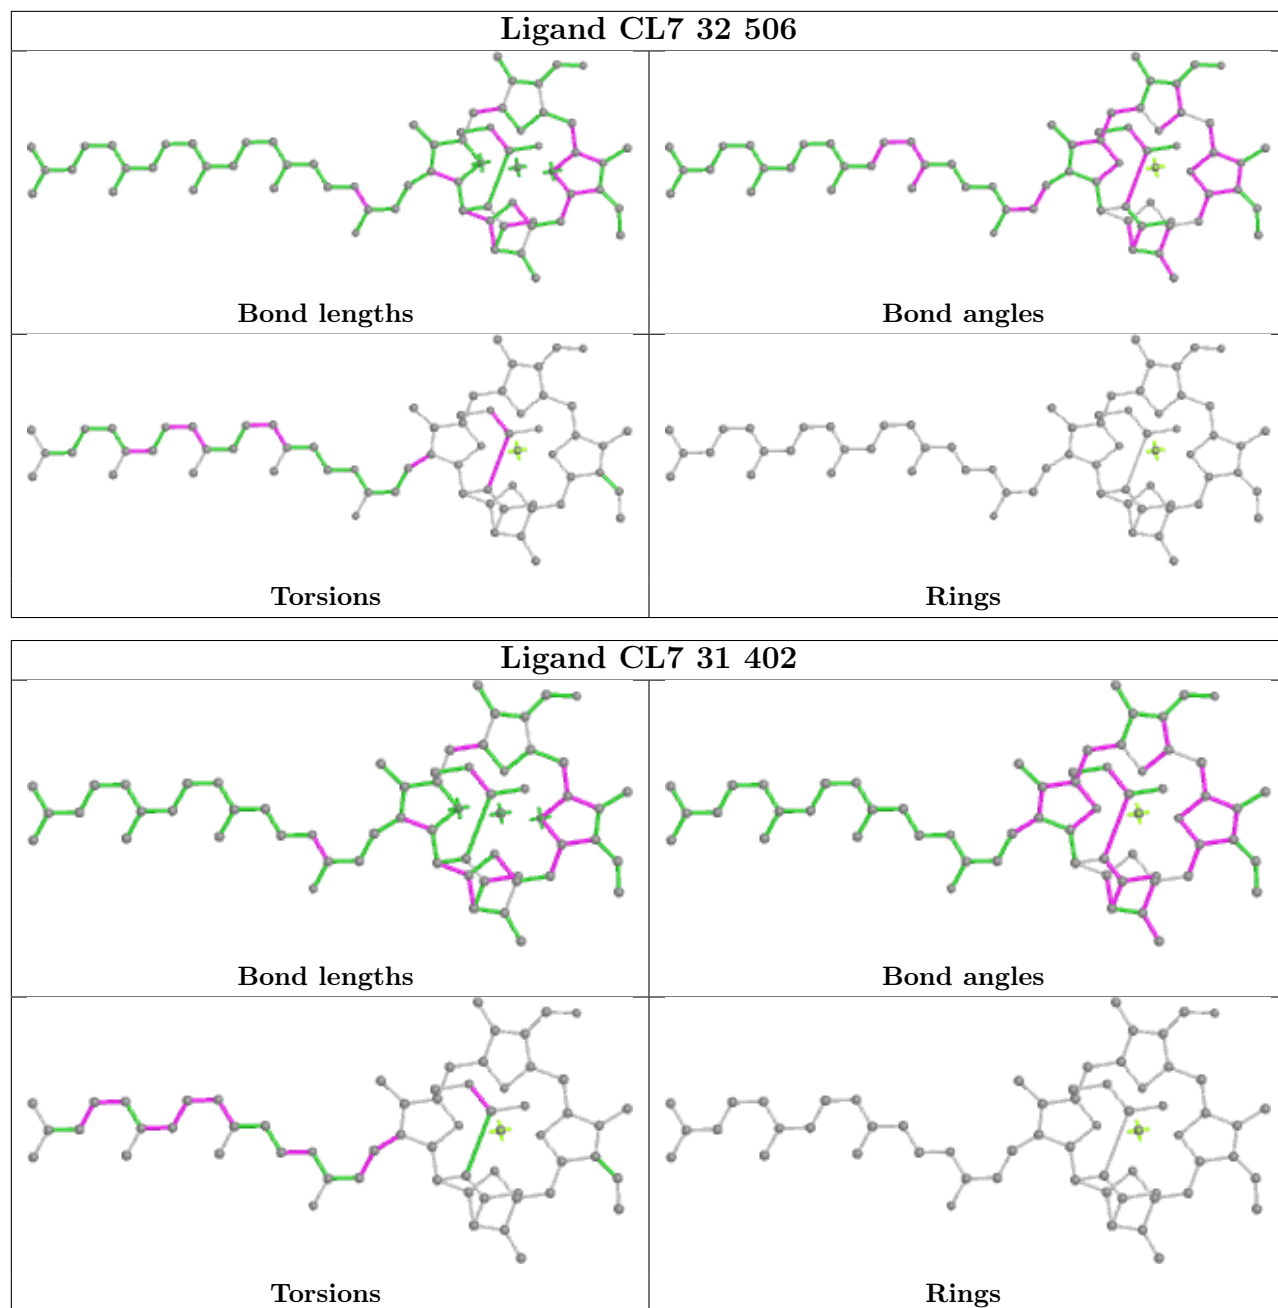 Ligand CL7 32 506
Bond lengths
Bond angles
Torsions
Rings
Ligand CL7 31 402
Bond lengths
Bond angles
Torsions
Rings